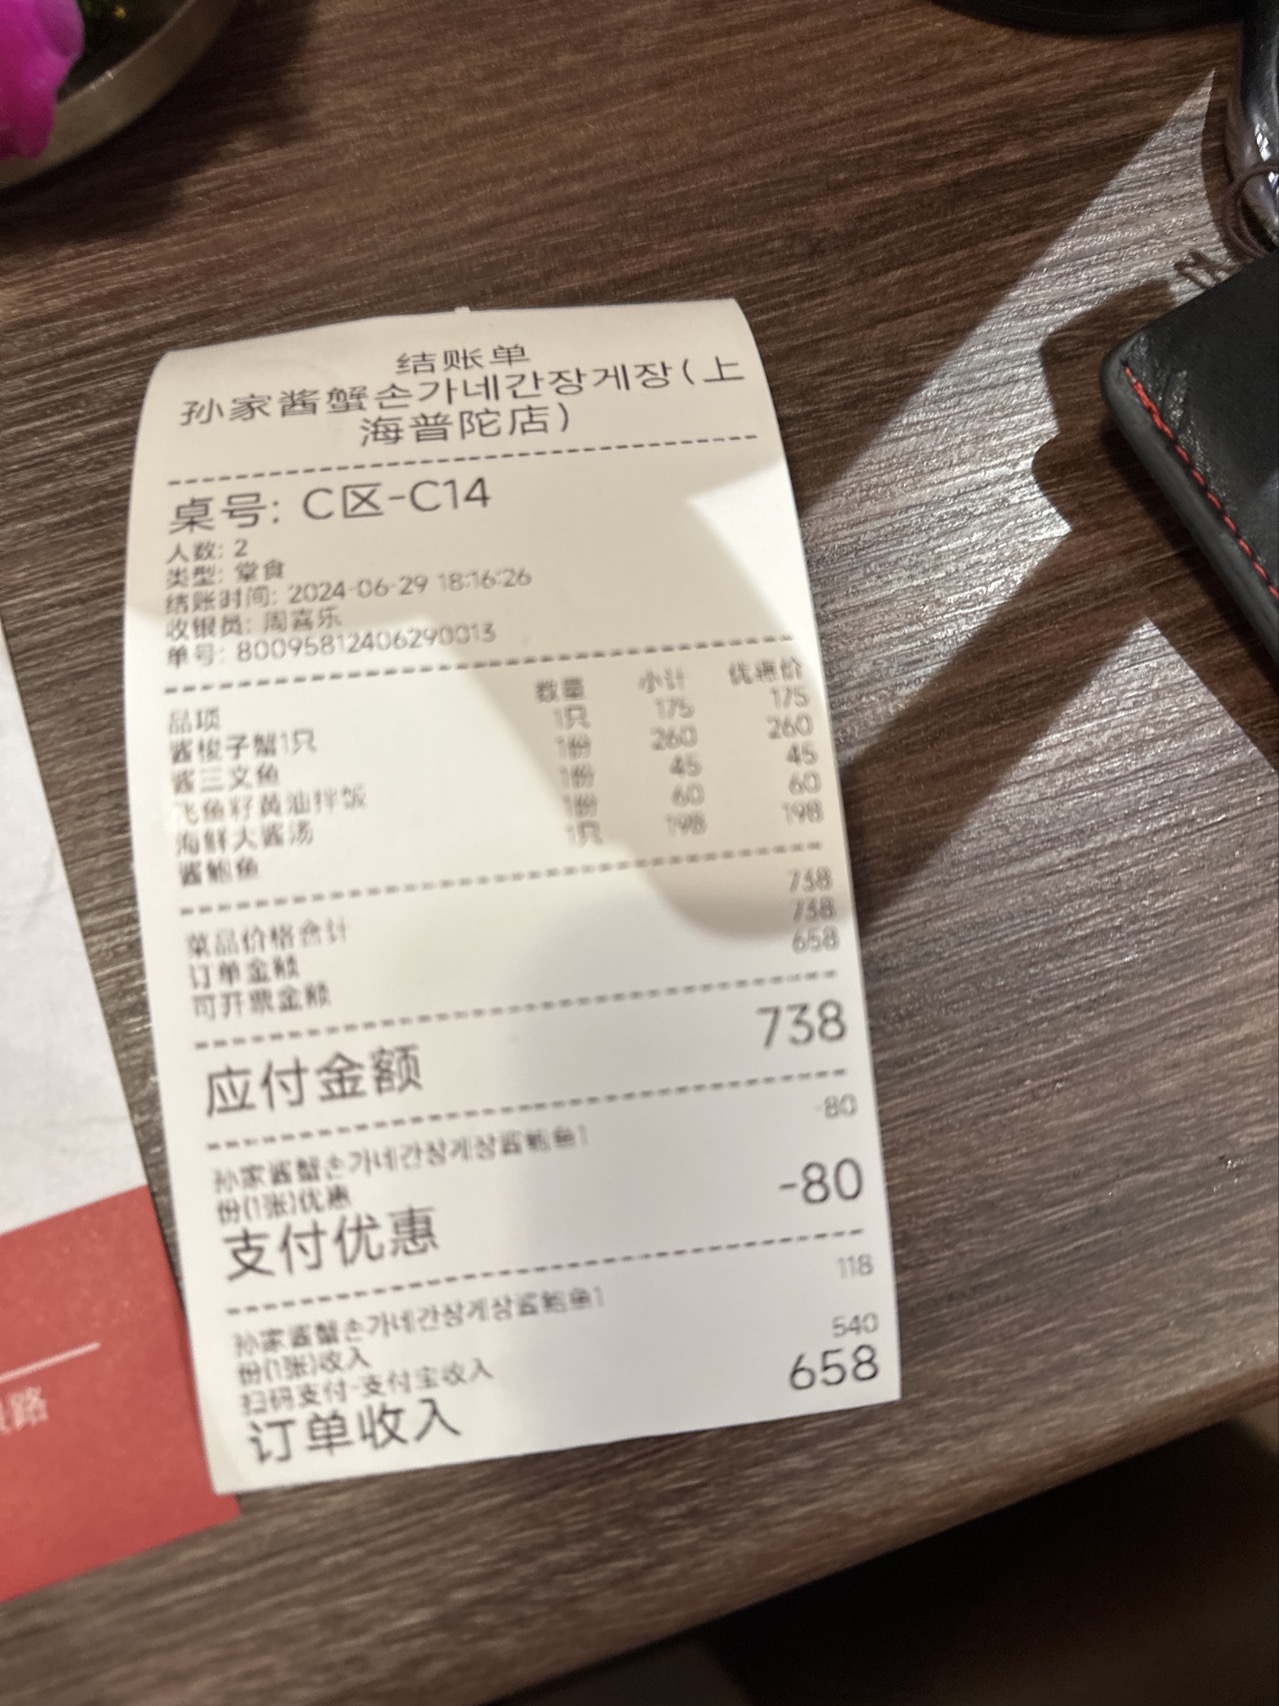 结账单
孙家酱蟹손가네간장게장(上
海普陀店)
桌号: C区-C14
人数: 2
类型: 堂食
结账时间: 2024-06-29 18:16:26
收银员: 周喜乐
单号: 80095812406290013
品项 数量 小计 优惠价
酱梭子蟹1只 1只 175 175
酱三文鱼 1份 260 260
飞鱼籽黄油拌饭 1份 45 45
海鲜大酱汤 1份 60 60
酱鲍鱼 1只 198 198
菜品价格合计 738
订单金额 738
可开票金额 658
应付金额 738
孙家酱蟹손가네간장게장酱鲍鱼1 -80
份(1张)优惠
支付优惠 -80
孙家酱蟹손가네간장게장酱鲍鱼1 118
份(1张)收入
扫码支付-支付宝收入 540
订单收入 658
路